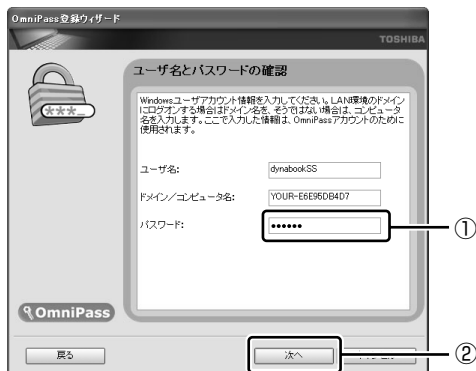 OmniPass登録ウィザード
TOSHIBA
ユーザ名とパスワードの確認
Windowsユーザアカウント情報を入力してください。LAN環境のドメイン
にログオンする場合はドメイン名を、そうではない場合は、コンピュータ
名を入力します。ここで入力した情報は、OmniPassアカウントのために
使用されます。
ユーザ名:
dynabookSS
ドメイン/コンピュータ名:
YOUR-E6E95DB4D7
パスワード:
••••••
①
OmniPass
戻る
次へ
②